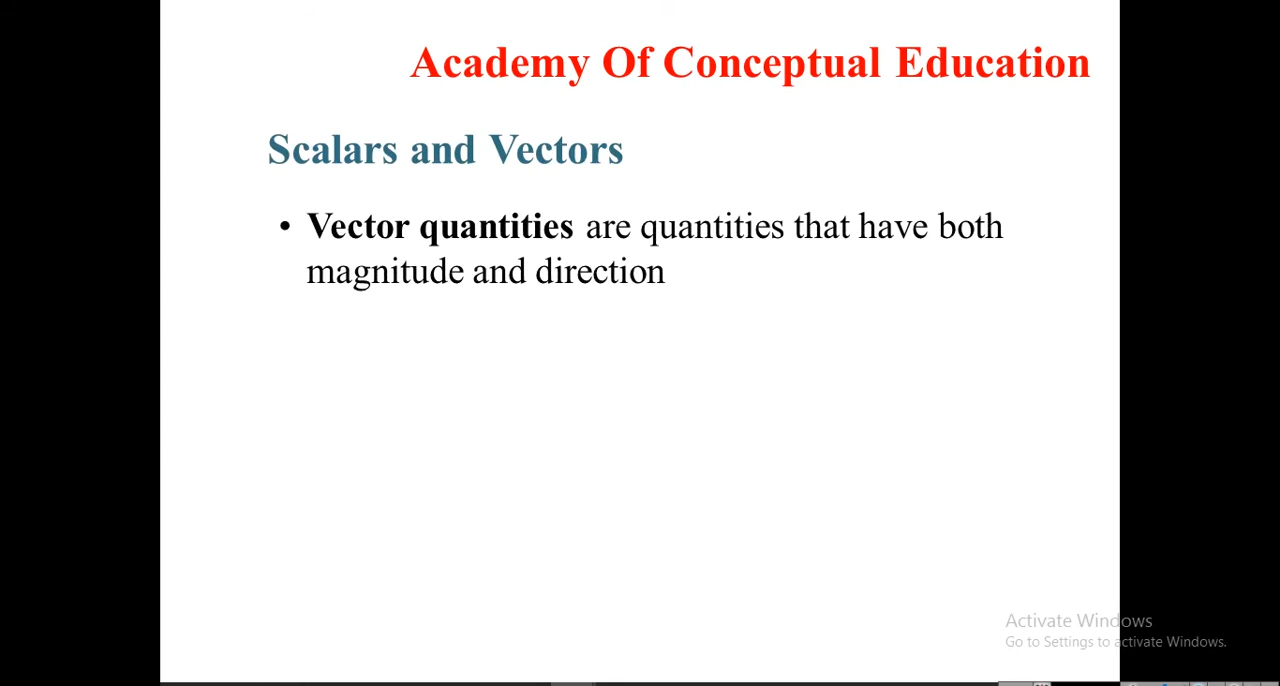 Academy Of Conceptual Education
Scalars and Vectors
• Vector quantities are quantities that have both
magnitude and direction
Activate Windows
Go to Settings to activate Windows.